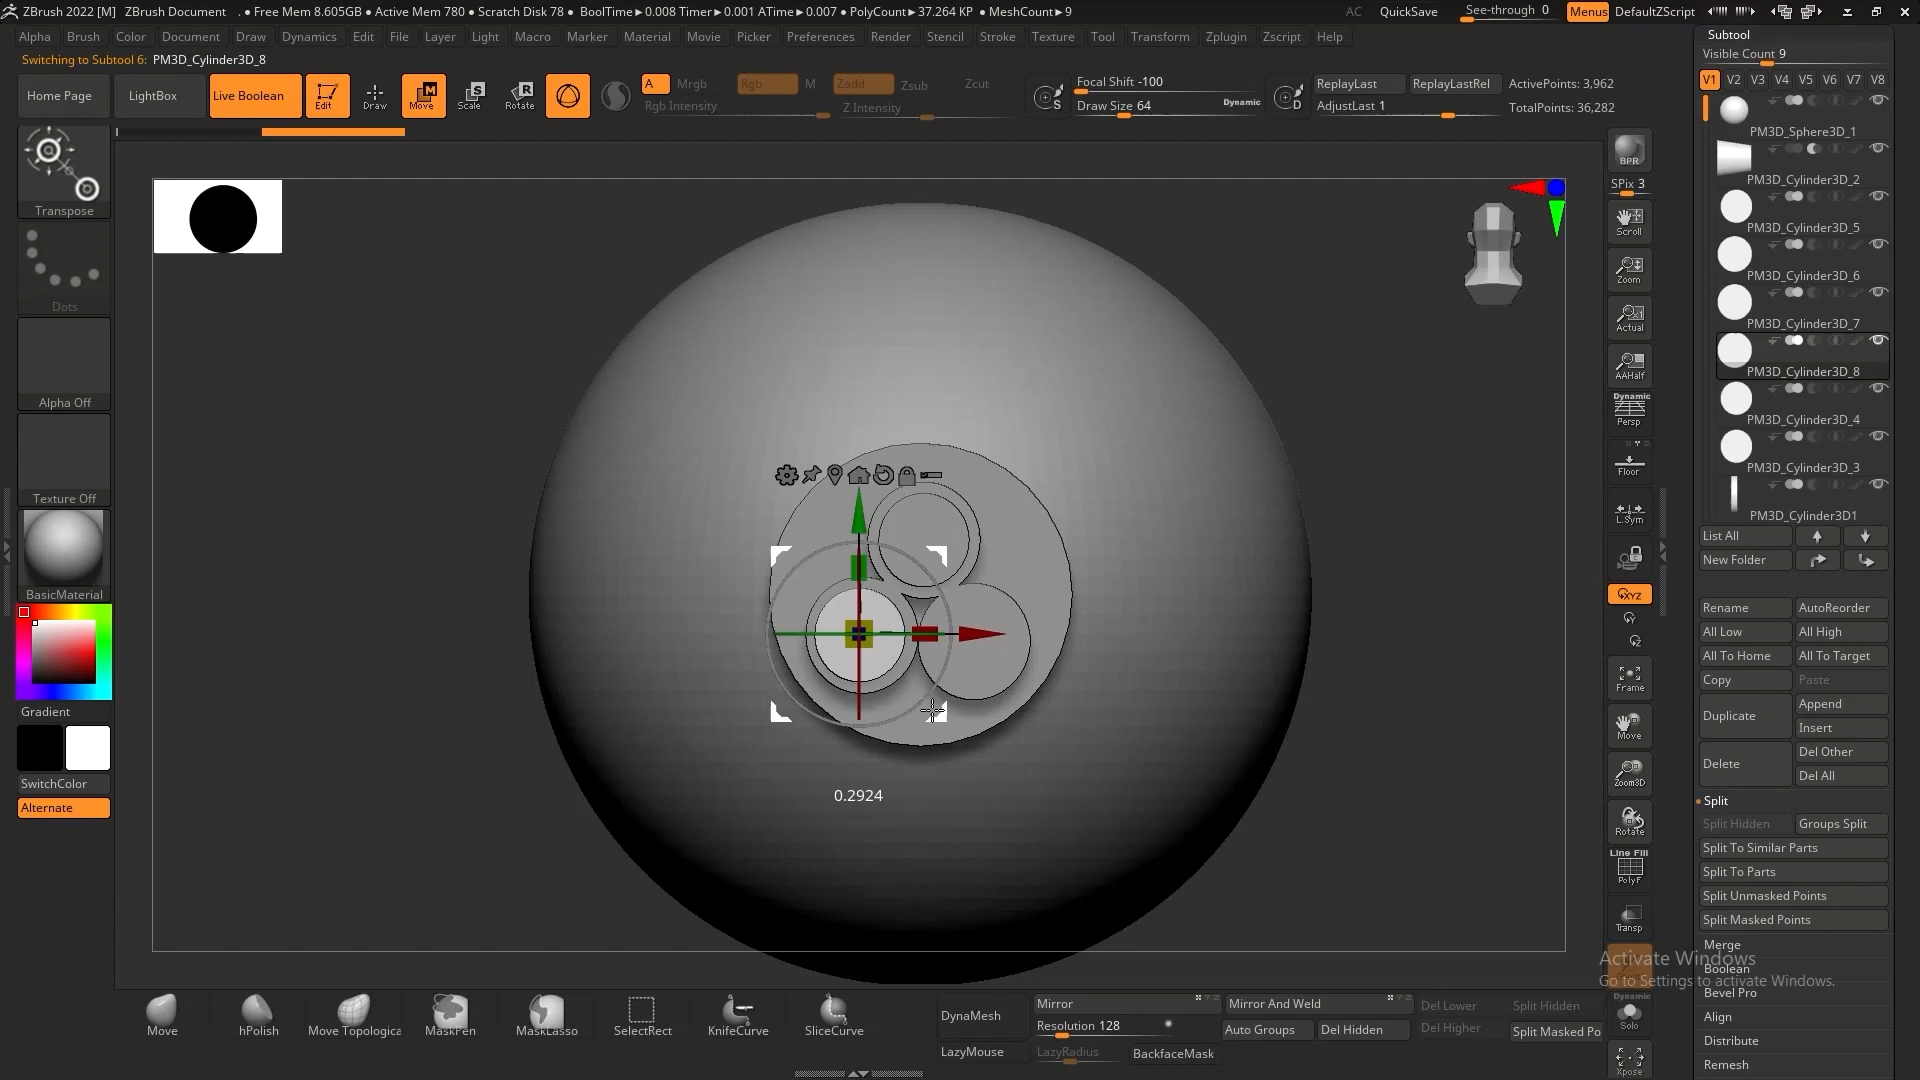 ZBrush 2022 [M] ZBrush Document . • Free Mem 8.605GB • Active Mem 780 • Scratch Disk 78 • BoolTime►0.008 Timer►0.001 ATime►0.007 • PolyCount►37.264 KP • MeshCount►9 AC QuickSave See-through 0 Menus DefaultZScript
Alpha Brush Color Document Draw Dynamics Edit File Layer Light Macro Marker Material Movie Picker Preferences Render Stencil Stroke Texture Tool Transform Zplugin Zscript Help
Switching to Subtool 6: PM3D_Cylinder3D_8
Home Page LightBox Live Boolean Edit Draw Move Scale Rotate
A Mrgb Rgb M Zadd Zsub Zcut
Rgb Intensity Z Intensity
Focal Shift -100
Draw Size 64 Dynamic
ReplayLast ReplayLastRel ActivePoints: 3,962
AdjustLast 1 TotalPoints: 36,282
Transpose
Dots
Alpha Off
Texture Off
BasicMaterial
Gradient
SwitchColor
Alternate
0.2924
BPR
SPix 3
Scroll
Zoom
Actual
AAHalf
Dynamic
Persp
Floor
L.Sym
XYZ
Frame
Move
Zoom3D
Rotate
Line Fill
PolyF
Transp
Dynamic
Solo
Xpose
Subtool
Visible Count 9
V1 V2 V3 V4 V5 V6 V7 V8
PM3D_Sphere3D_1
PM3D_Cylinder3D_2
PM3D_Cylinder3D_5
PM3D_Cylinder3D_6
PM3D_Cylinder3D_7
PM3D_Cylinder3D_8
PM3D_Cylinder3D_4
PM3D_Cylinder3D_3
PM3D_Cylinder3D1
List All
New Folder
Rename AutoReorder
All Low All High
All To Home All To Target
Copy Paste
Duplicate Append
Insert
Delete Del Other
Del All
Split
Split Hidden Groups Split
Split To Similar Parts
Split To Parts
Split Unmasked Points
Split Masked Points
Merge
Boolean
Bevel Pro
Align
Distribute
Remesh
Activate Windows
Go to Settings to activate Windows.
Move hPolish Move Topologica MaskPen MaskLasso SelectRect KnifeCurve SliceCurve
DynaMesh Mirror Mirror And Weld Del Lower Split Hidden
Resolution 128 Auto Groups Del Hidden Del Higher Split Masked Po
LazyMouse LazyRadius BackfaceMask